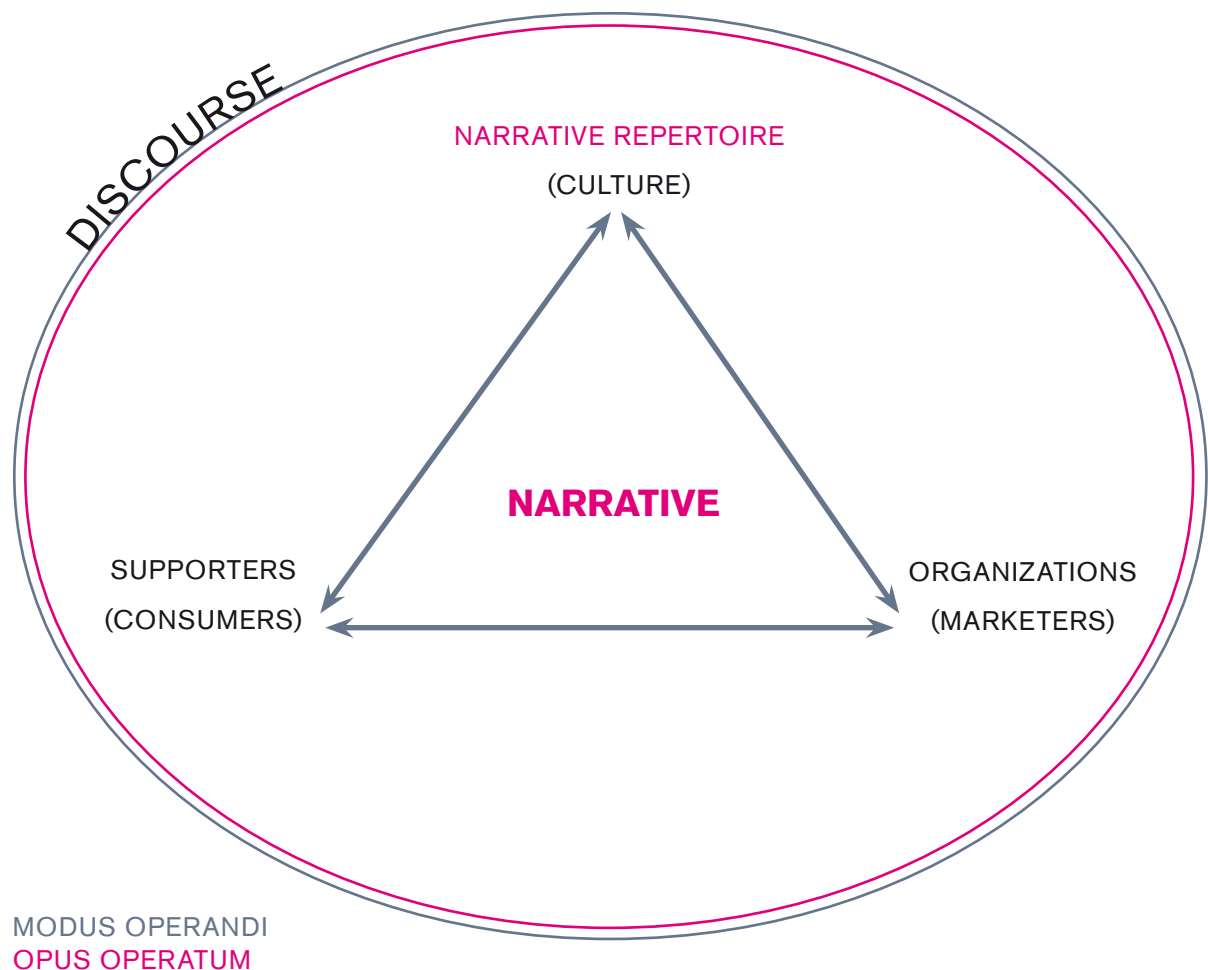 DISCOURSE
NARRATIVE REPERTOIRE
(CULTURE)
NARRATIVE
SUPPORTERS
(CONSUMERS)
ORGANIZATIONS
(MARKETERS)
MODUS OPERANDI
OPUS OPERATUM